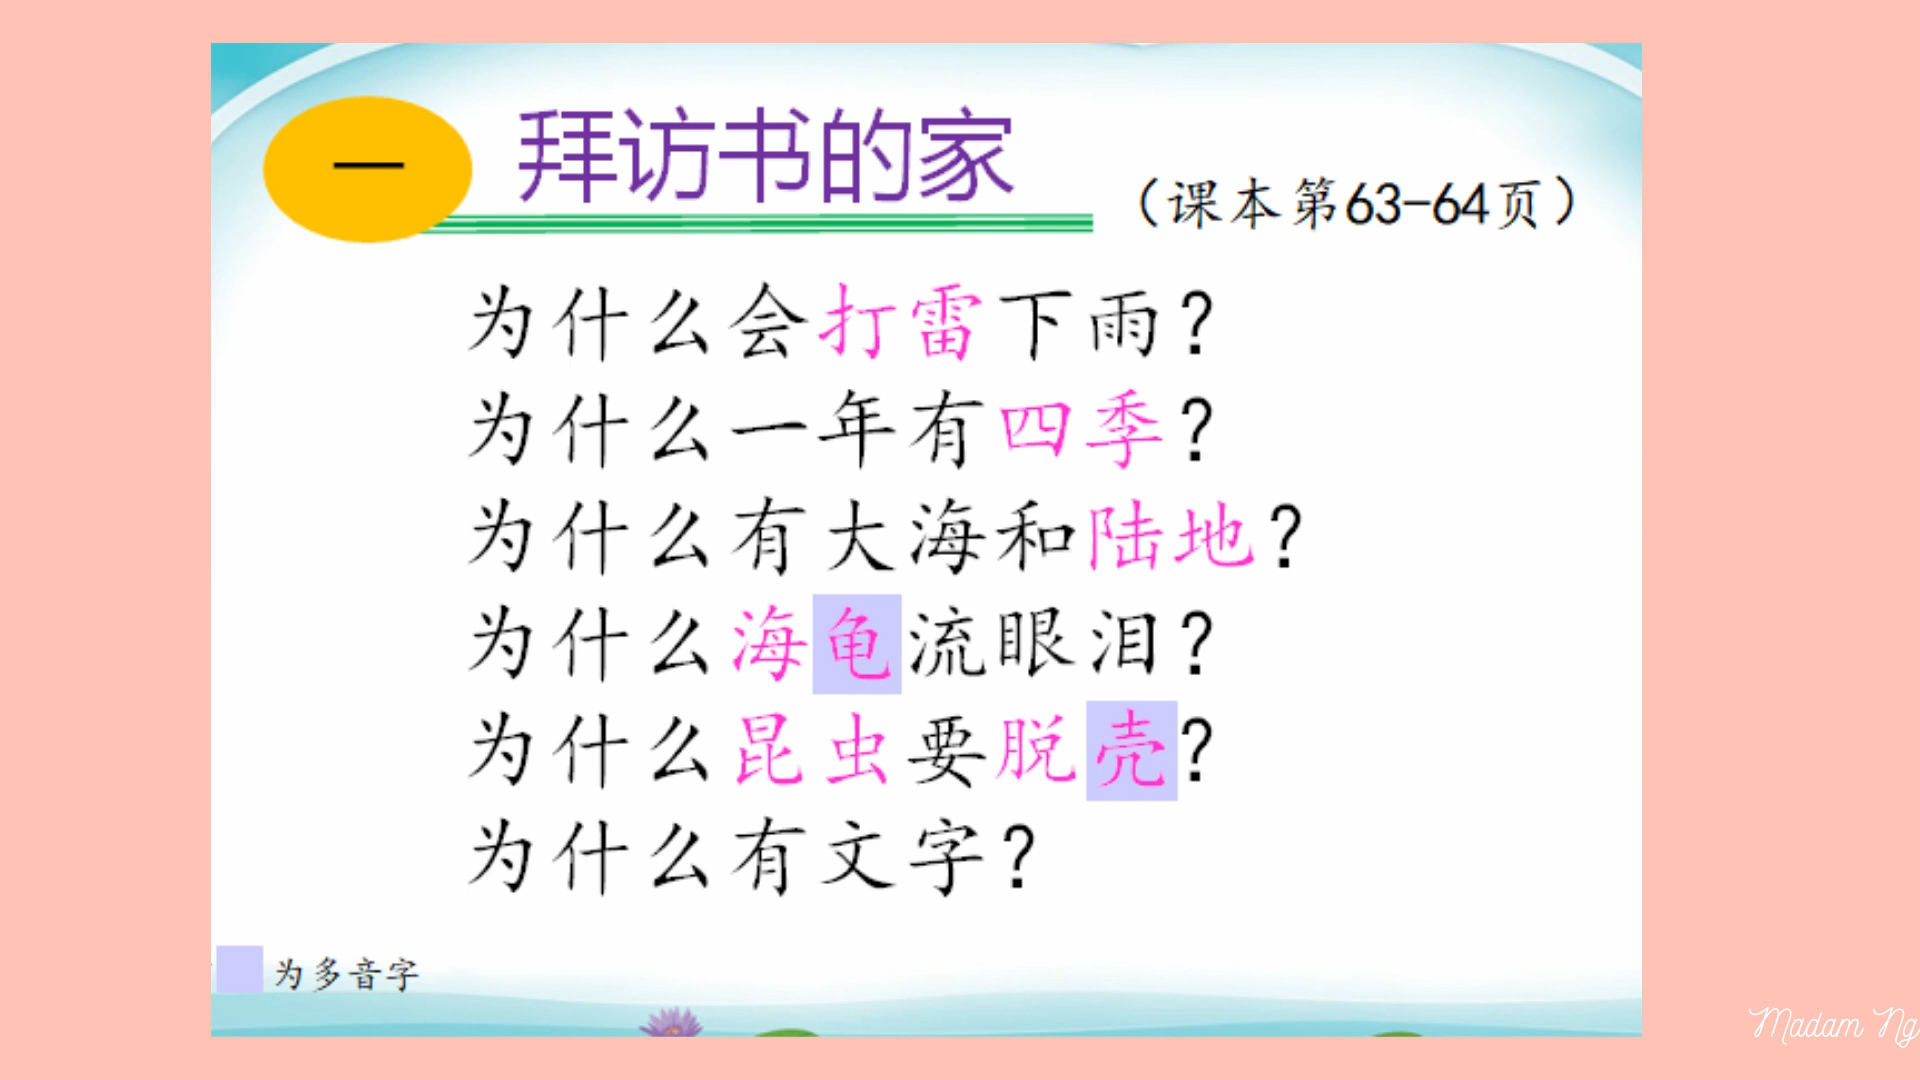 一 拜访书的家
（课本第63-64页）
为什么会打雷下雨？
为什么一年有四季？
为什么有大海和陆地？
为什么海龟流眼泪？
为什么昆虫要脱壳？
为什么有文字？
为多音字
Madam Ng